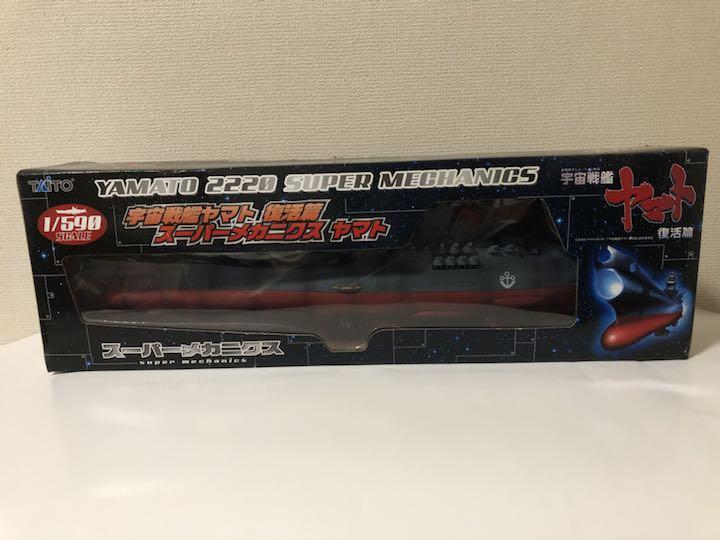 TAITO
YAMATO 2220 SUPER MECHANICS
1/590
SCALE
宇宙戦艦ヤマト 復活篇
スーパーメカニクス ヤマト
宇宙戦艦
ヤマト
復活篇
スーパーメカニクス
super mechanics